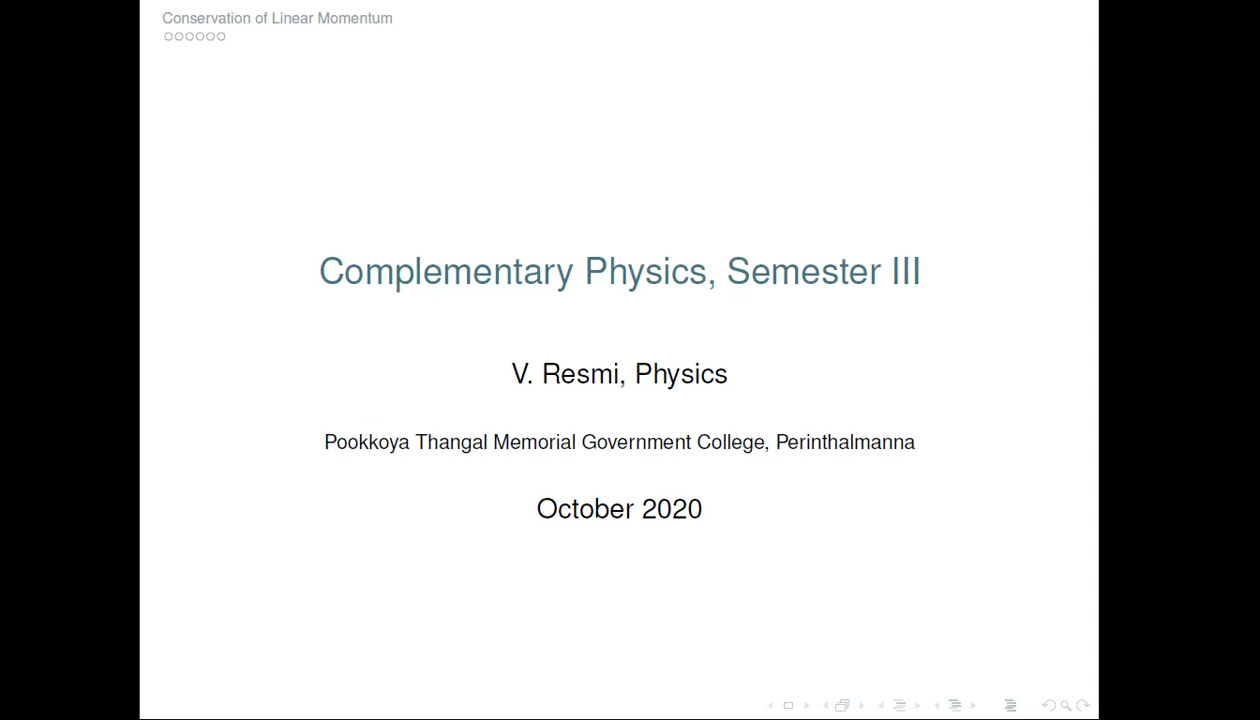 Conservation of Linear Momentum
Complementary Physics, Semester III
V. Resmi, Physics
Pookkoya Thangal Memorial Government College, Perinthalmanna
October 2020